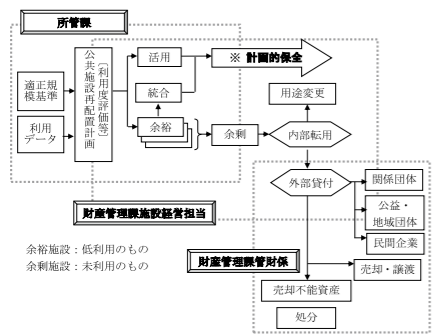 所管課
公共施設再配置計画
〔利用度評価等〕
適正規
模基準
利用
データ
活用
統合
余裕
※ 計画的保全
用途変更
余剰
内部転用
外部貸付
関係団体
公益・
地域団体
民間企業
売却・譲渡
売却不能資産
処分
財産管理課施設経営担当
財産管理課管財係
余裕施設：低利用のもの
余剰施設：未利用のもの